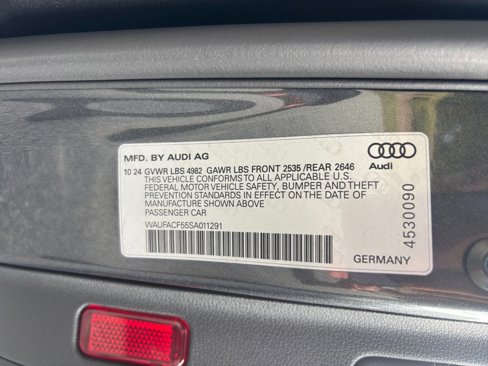 MFD. BY AUDI AG
10 24 GVWR LBS 4982 GAWR LBS FRONT 2535 /REAR 2646
THIS VEHICLE CONFORMS TO ALL APPLICABLE U.S.
FEDERAL MOTOR VEHICLE SAFETY, BUMPER AND THEFT
PREVENTION STANDARDS IN EFFECT ON THE DATE OF
MANUFACTURE SHOWN ABOVE
PASSENGER CAR
WAUFACF55SA011291
Audi
4530090
GERMANY